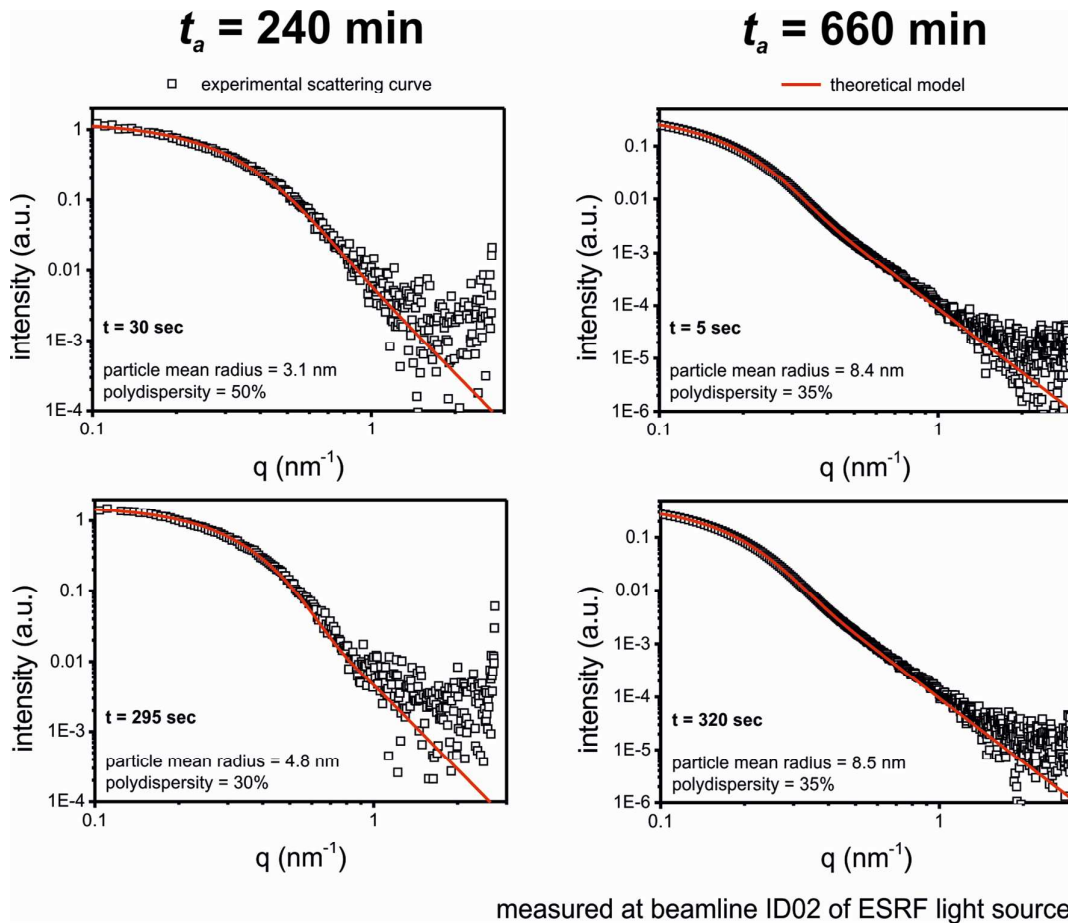 tₐ = 240 min
tₐ = 660 min
experimental scattering curve
theoretical model
intensity (a.u.)
1
0.1
0.01
1E-3
1E-4
t = 30 sec
particle mean radius = 3.1 nm
polydispersity = 50%
0.1
1
q (nm⁻¹)
intensity (a.u.)
0.1
0.01
1E-3
1E-4
1E-5
1E-6
t = 5 sec
particle mean radius = 8.4 nm
polydispersity = 35%
0.1
1
q (nm⁻¹)
intensity (a.u.)
1
0.1
0.01
1E-3
1E-4
t = 295 sec
particle mean radius = 4.8 nm
polydispersity = 30%
0.1
1
q (nm⁻¹)
intensity (a.u.)
0.1
0.01
1E-3
1E-4
1E-5
1E-6
t = 320 sec
particle mean radius = 8.5 nm
polydispersity = 35%
0.1
1
q (nm⁻¹)
measured at beamline ID02 of ESRF light source